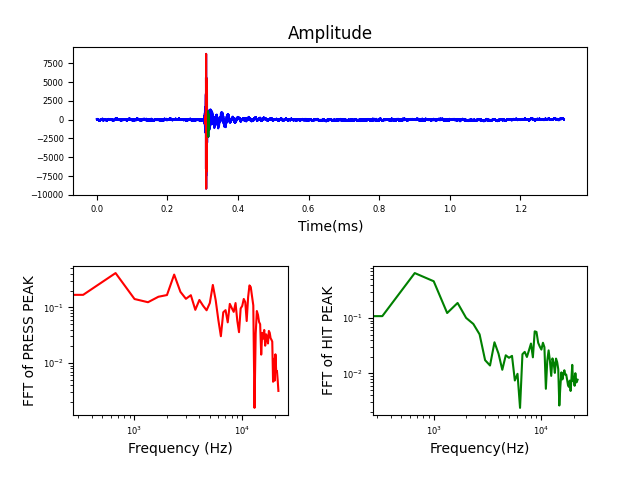 Amplitude
7500
5000
2500
0
−2500
−5000
−7500
−10000
0.0 0.2 0.4 0.6 0.8 1.0 1.2
Time(ms)
FFT of PRESS PEAK
10⁻¹
10⁻²
10³ 10⁴
Frequency (Hz)
FFT of HIT PEAK
10⁻¹
10⁻²
10³ 10⁴
Frequency(Hz)